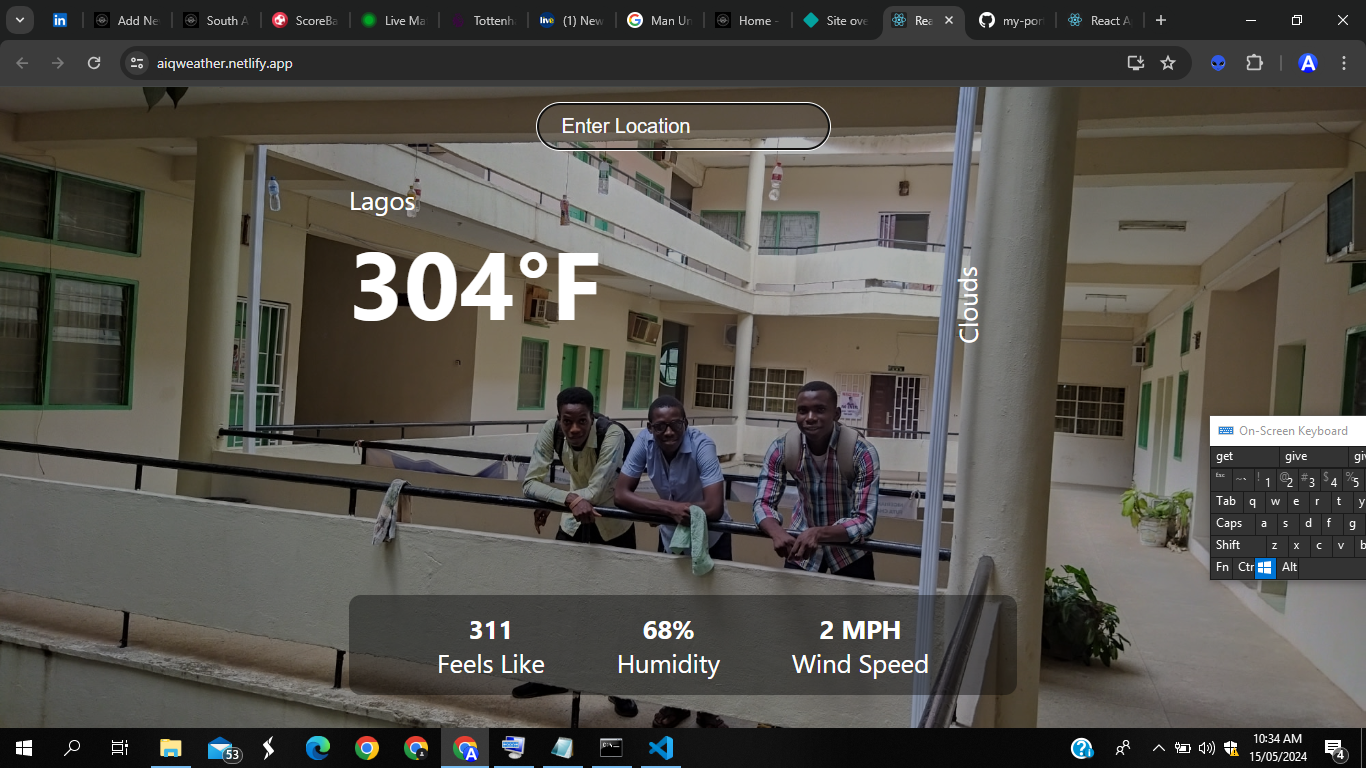 Add Ne
South A
ScoreBa
Live Ma
Tottenh
(1) New
Man Un
Home -
Site ove
Rea
my-por
React A
aiqweather.netlify.app
Enter Location
Lagos
304°F
Clouds
On-Screen Keyboard
get give giv
Esc ~` ! 1 @ 2 # 3 $ 4 % 5
Tab q w e r t y
Caps a s d f g
Shift z x c v b
Fn Ctr Alt
311 68% 2 MPH
Feels Like Humidity Wind Speed
53
10:34 AM
15/05/2024
4